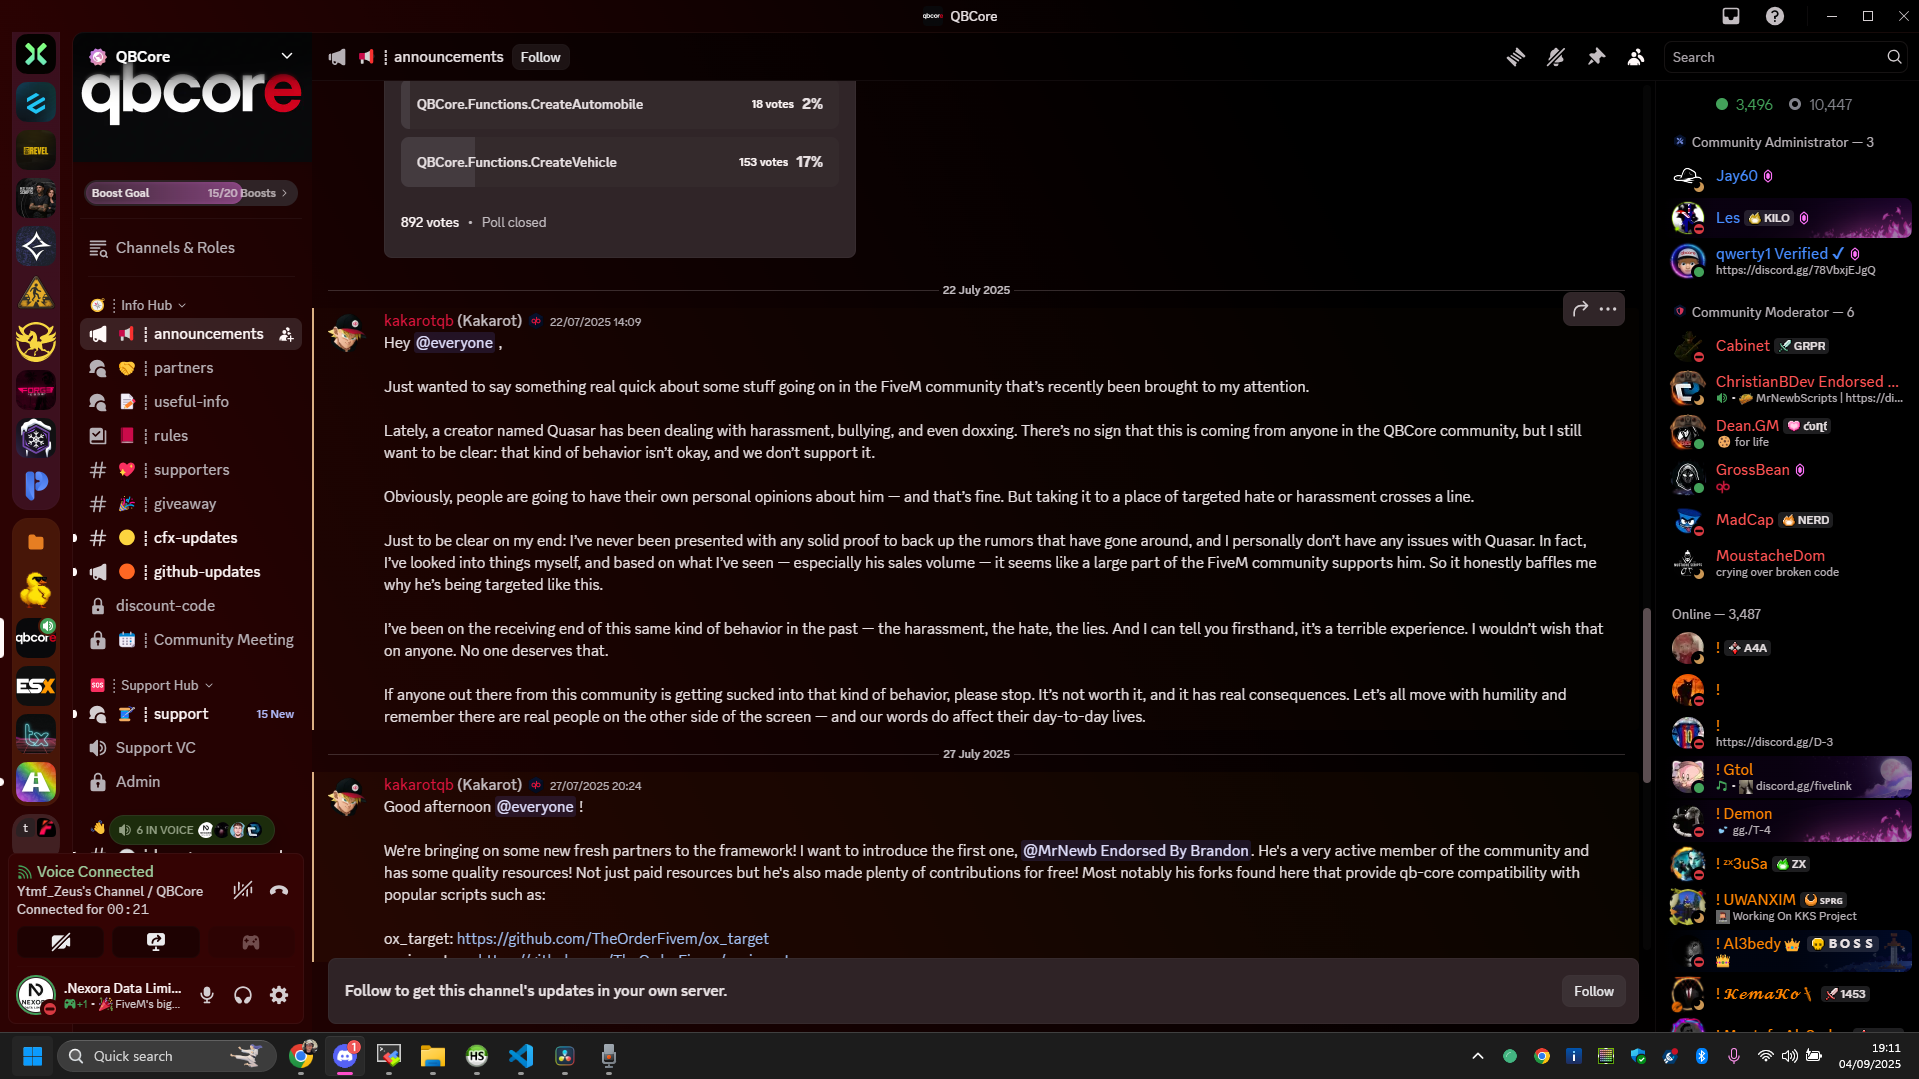 qbcore QBCore
QBCore
qbcore
Boost Goal 15/20 Boosts
Channels & Roles
Info Hub
announcements
partners
useful-info
rules
supporters
giveaway
cfx-updates
github-updates
discount-code
Community Meeting
SOS Support Hub
support 15 New
Support VC
Admin
6 IN VOICE
Voice Connected
Ytmf_Zeus's Channel / QBCore
Connected for 00:21
.Nexora Data Limi...
+1 • FiveM's big...
REVEL
qbcore
ESX
tx
t
announcements Follow
Search
QBCore.Functions.CreateAutomobile 18 votes 2%
QBCore.Functions.CreateVehicle 153 votes 17%
892 votes • Poll closed
22 July 2025
kakarotqb (Kakarot) qb 22/07/2025 14:09
Hey @everyone ,
Just wanted to say something real quick about some stuff going on in the FiveM community that's recently been brought to my attention.
Lately, a creator named Quasar has been dealing with harassment, bullying, and even doxxing. There's no sign that this is coming from anyone in the QBCore community, but I still
want to be clear: that kind of behavior isn't okay, and we don't support it.
Obviously, people are going to have their own personal opinions about him — and that's fine. But taking it to a place of targeted hate or harassment crosses a line.
Just to be clear on my end: I've never been presented with any solid proof to back up the rumors that have gone around, and I personally don't have any issues with Quasar. In fact,
I've looked into things myself, and based on what I've seen — especially his sales volume — it seems like a large part of the FiveM community supports him. So it honestly baffles me
why he's being targeted like this.
I've been on the receiving end of this same kind of behavior in the past — the harassment, the hate, the lies. And I can tell you firsthand, it's a terrible experience. I wouldn't wish that
on anyone. No one deserves that.
If anyone out there from this community is getting sucked into that kind of behavior, please stop. It's not worth it, and it has real consequences. Let's all move with humility and
remember there are real people on the other side of the screen — and our words do affect their day-to-day lives.
27 July 2025
kakarotqb (Kakarot) qb 27/07/2025 20:24
Good afternoon @everyone !
We're bringing on some new fresh partners to the framework! I want to introduce the first one, @MrNewb Endorsed By Brandon. He's a very active member of the community and
has some quality resources! Not just paid resources but he's also made plenty of contributions for free! Most notably his forks found here that provide qb-core compatibility with
popular scripts such as:
ox_target: https://github.com/TheOrderFivem/ox_target
Follow to get this channel's updates in your own server. Follow
3,496 10,447
Community Administrator — 3
Jay60
Les KILO
qwerty1 Verified ✓
https://discord.gg/78VbxjEJgQ
Community Moderator — 6
Cabinet GRPR
ChristianBDev Endorsed ...
• MrNewbScripts | https://di...
Dean.GM
for life
GrossBean
qb
MadCap NERD
MoustacheDom
crying over broken code
Online — 3,487
! A4A
!
!
https://discord.gg/D-3
! Gtol
• discord.gg/fivelink
! Demon
gg./T-4
! ᶻˣ3uSa ZX
! UWANXIM SPRG
Working On KKS Project
! Al3bedy BOSS
! 𝓚𝓮𝓶𝓪𝓚𝓸 1453
Quick search
1
HS
19:11
04/09/2025